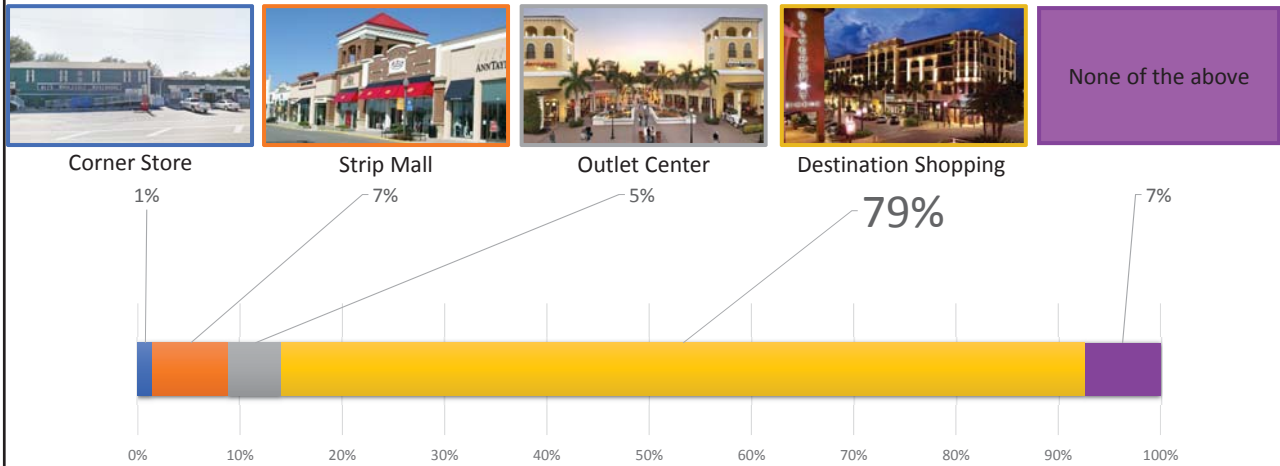 ANNTAYL
None of the above
Corner Store
Strip Mall
Outlet Center
Destination Shopping
1%
7%
5%
79%
7%
0%
10%
20%
30%
40%
50%
60%
70%
80%
90%
100%